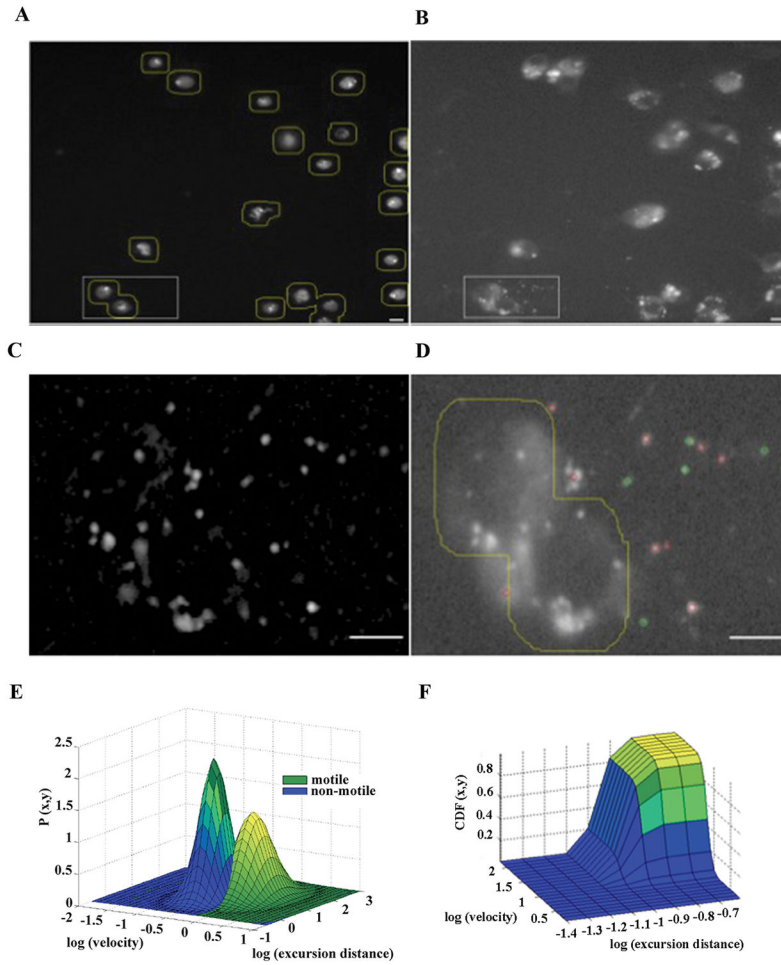 A
B
C
D
E
F
2.5
2
1.5
1
0.5
0
P (x,y)
motile
non-motile
-2 -1.5 -1 -0.5 0 0.5 1
-1 0 1 2 3
log (velocity)
log (excursion distance)
0.8
0.6
0.4
0.2
CDF (x,y)
2
1.5
1
0.5
-1.4 -1.3 -1.2 -1.1 -1 -0.9 -0.8 -0.7
log (velocity)
log (excursion distance)